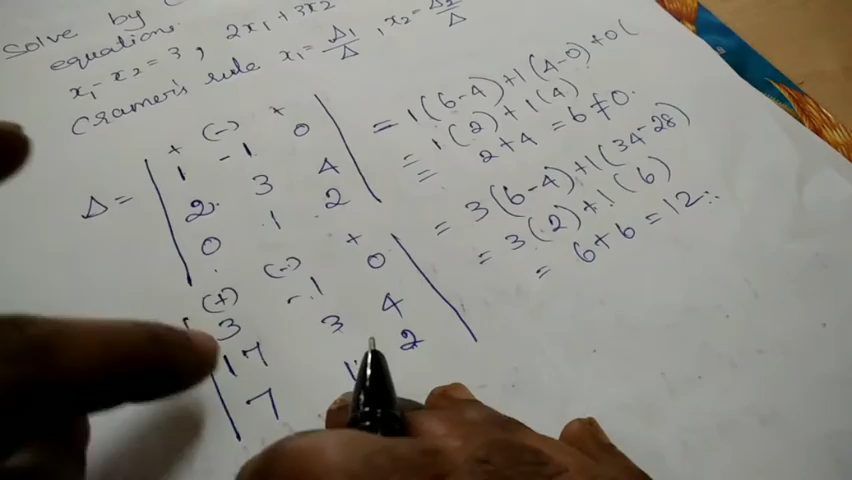 Solve by
equations.
x₁ - x₂ = 3, 2x₁ + 3x₂
Cramer's rule x₁ = Δ₁/Δ, x₂ = Δ₂/Δ
+ (-) +
Δ = | 1 -1 0 |
2 3 4
0 1 2
= 1(6-4)+1(4-0)+0(
= 1(2)+1(4)
= 2+4 = 6≠0.
(+) (-) +
3 -1 0
17 3 4
7 1 2
= 3(6-4)+1(34-28)
= 3(2)+1(6)
= 6+6 = 12